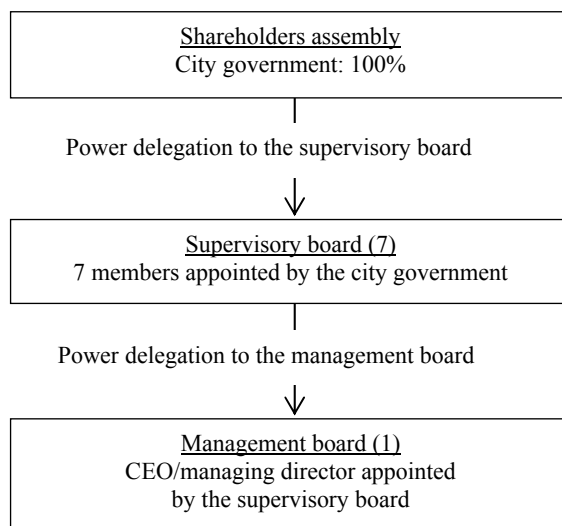 Shareholders assembly
City government: 100%
Power delegation to the supervisory board
Supervisory board (7)
7 members appointed by the city government
Power delegation to the management board
Management board (1)
CEO/managing director appointed
by the supervisory board